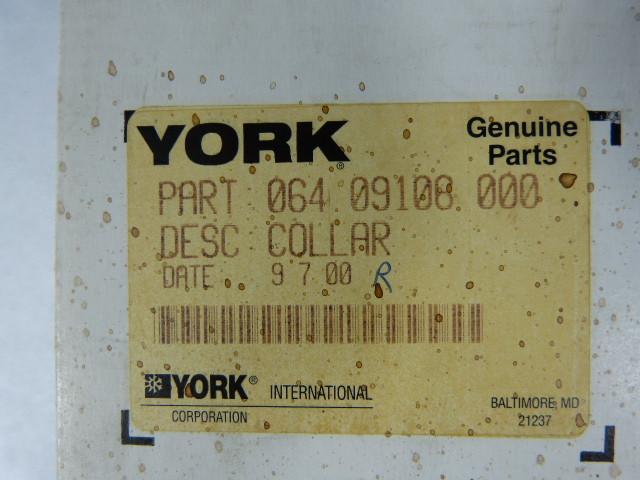 YORK®
Genuine
Parts
PART 064 09108 000
DESC COLLAR
DATE 9 7 00 R
YORK® INTERNATIONAL
CORPORATION
BALTIMORE, MD
21237